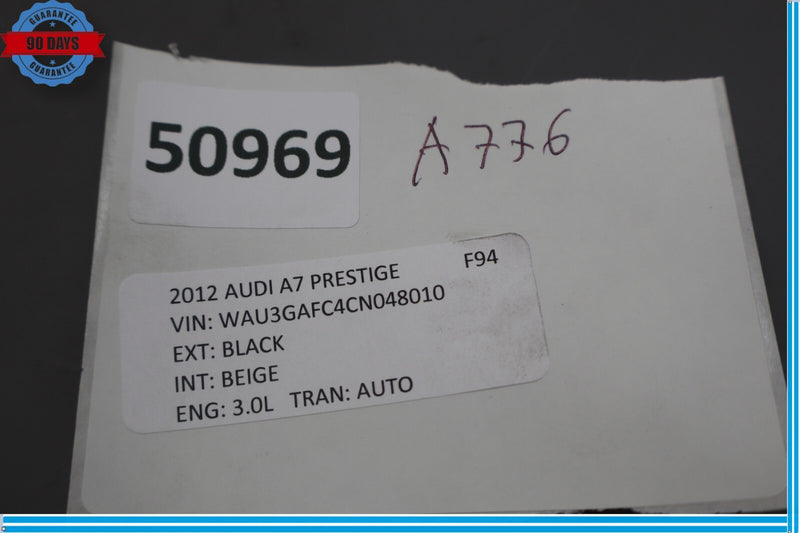 GUARANTEE
90 DAYS
GUARANTEE
50969
A776
2012 AUDI A7 PRESTIGE F94
VIN: WAU3GAFC4CN048010
EXT: BLACK
INT: BEIGE
ENG: 3.0L TRAN: AUTO